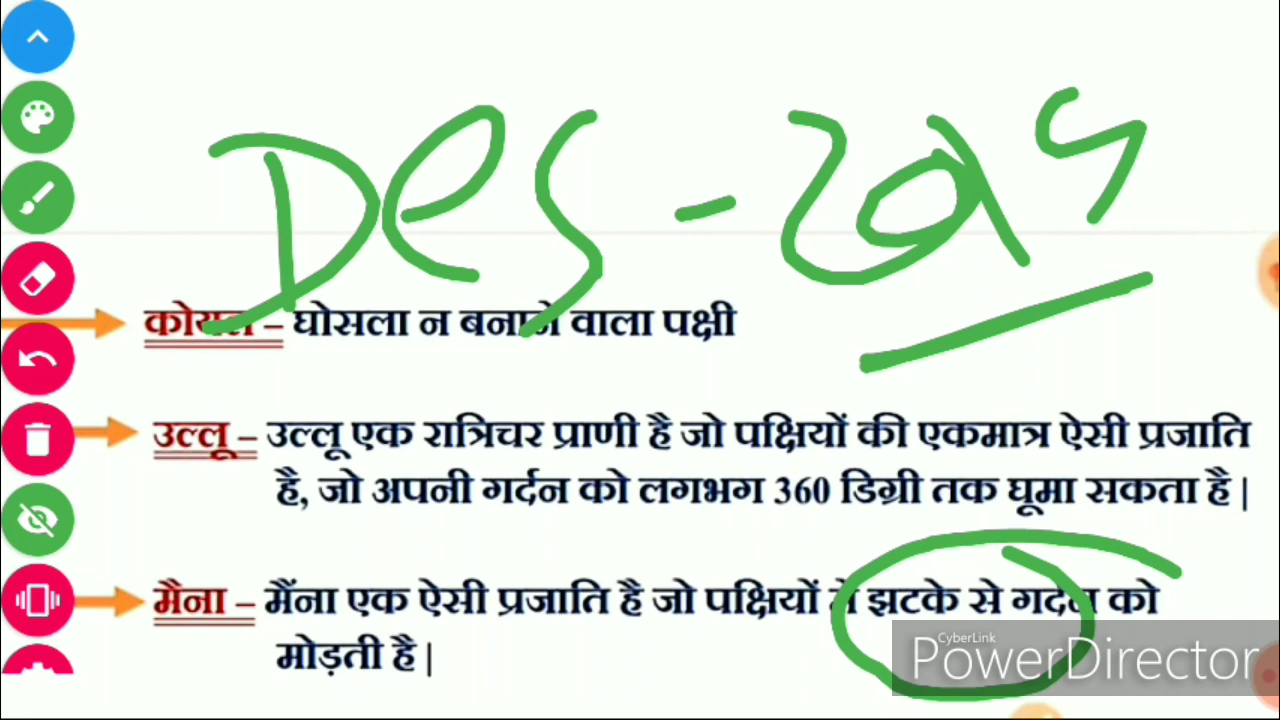 Des - 2019
कोयल – घोसला न बनाने वाला पक्षी
उल्लू – उल्लू एक रात्रिचर प्राणी है जो पक्षियों की एकमात्र ऐसी प्रजाति
है, जो अपनी गर्दन को लगभग 360 डिग्री तक घूमा सकता है |
मैना – मैंना एक ऐसी प्रजाति है जो पक्षियों में झटके से गर्दन को
मोड़ती है |
CyberLink
PowerDirector